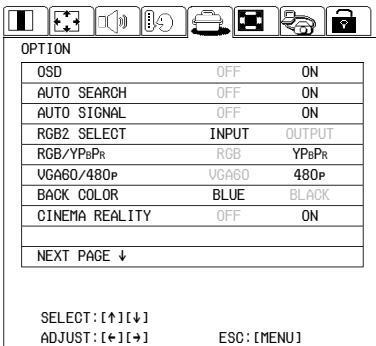 OPTION
OSD OFF ON
AUTO SEARCH OFF ON
AUTO SIGNAL OFF ON
RGB2 SELECT INPUT OUTPUT
RGB/YPBPR RGB YPBPR
VGA60/480P VGA60 480P
BACK COLOR BLUE BLACK
CINEMA REALITY OFF ON
NEXT PAGE ↓
SELECT:[↑][↓]
ADJUST:[←][→] ESC:[MENU]